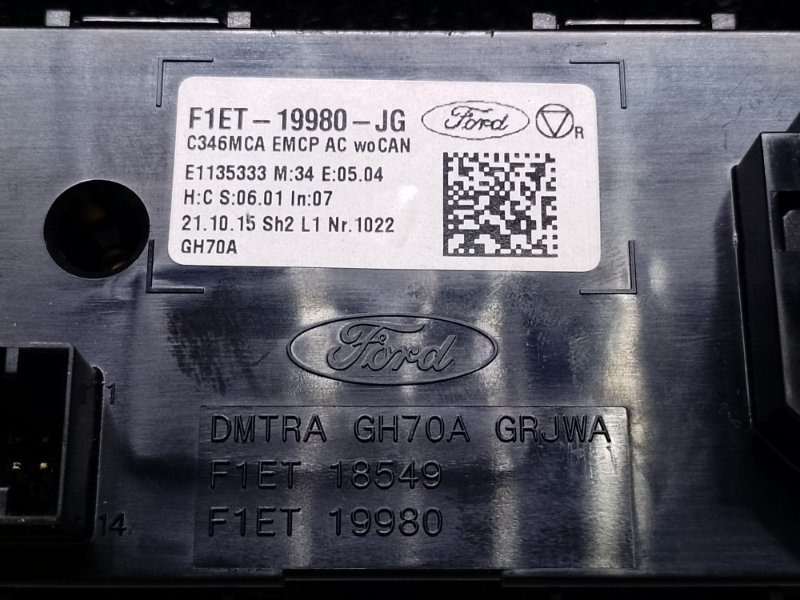 F1ET-19980-JG
Ford
R
C346MCA EMCP AC woCAN
E1135333 M:34 E:05.04
H:C S:06.01 In:07
21.10.15 Sh2 L1 Nr.1022
GH70A
Ford
1
14
DMTRA GH70A GRJWA
F1ET 18549
F1ET 19980